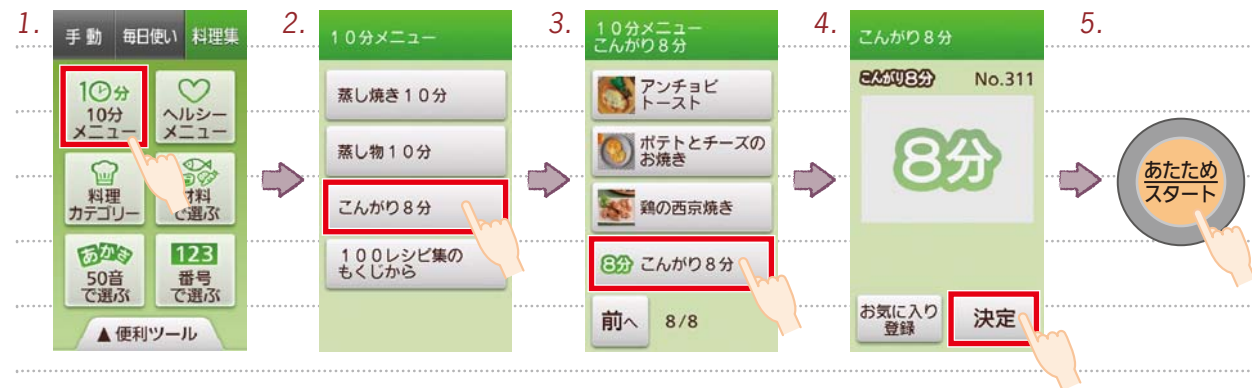 1.
手動 毎日使い 料理集
10分
10分
メニュー
ヘルシー
メニュー
料理
カテゴリー
材料
で選ぶ
あかさ
50音
で選ぶ
123
番号
で選ぶ
▲便利ツール
2.
10分メニュー
蒸し焼き10分
蒸し物10分
こんがり8分
100レシピ集の
もくじから
3.
10分メニュー
こんがり8分
アンチョビ
トースト
ポテトとチーズの
お焼き
鶏の西京焼き
8分 こんがり8分
前へ 8/8
4.
こんがり8分
こんがり8分 No.311
8分
お気に入り
登録
決定
5.
あたため
スタート